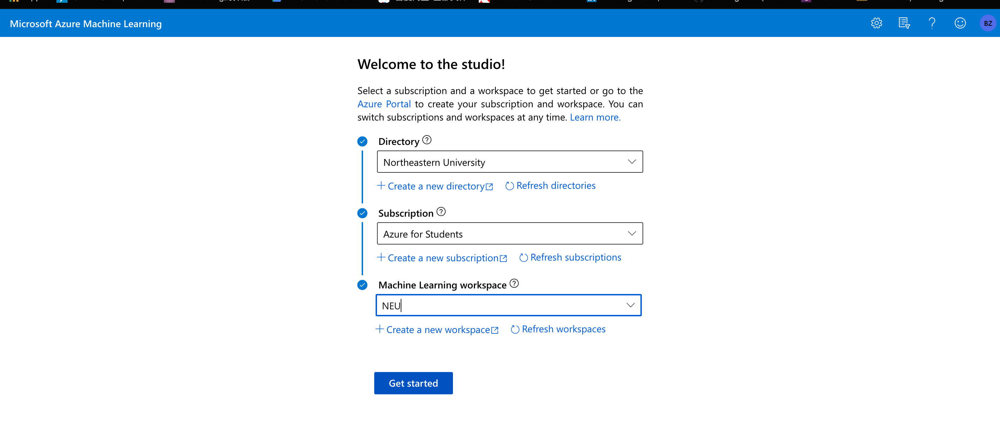 Microsoft Azure Machine Learning
BZ
Welcome to the studio!
Select a subscription and a workspace to get started or go to the
Azure Portal to create your subscription and workspace. You can
switch subscriptions and workspaces at any time. Learn more.
Directory
Northeastern University
Create a new directory Refresh directories
Subscription
Azure for Students
Create a new subscription Refresh subscriptions
Machine Learning workspace
NEU
Create a new workspace Refresh workspaces
Get started